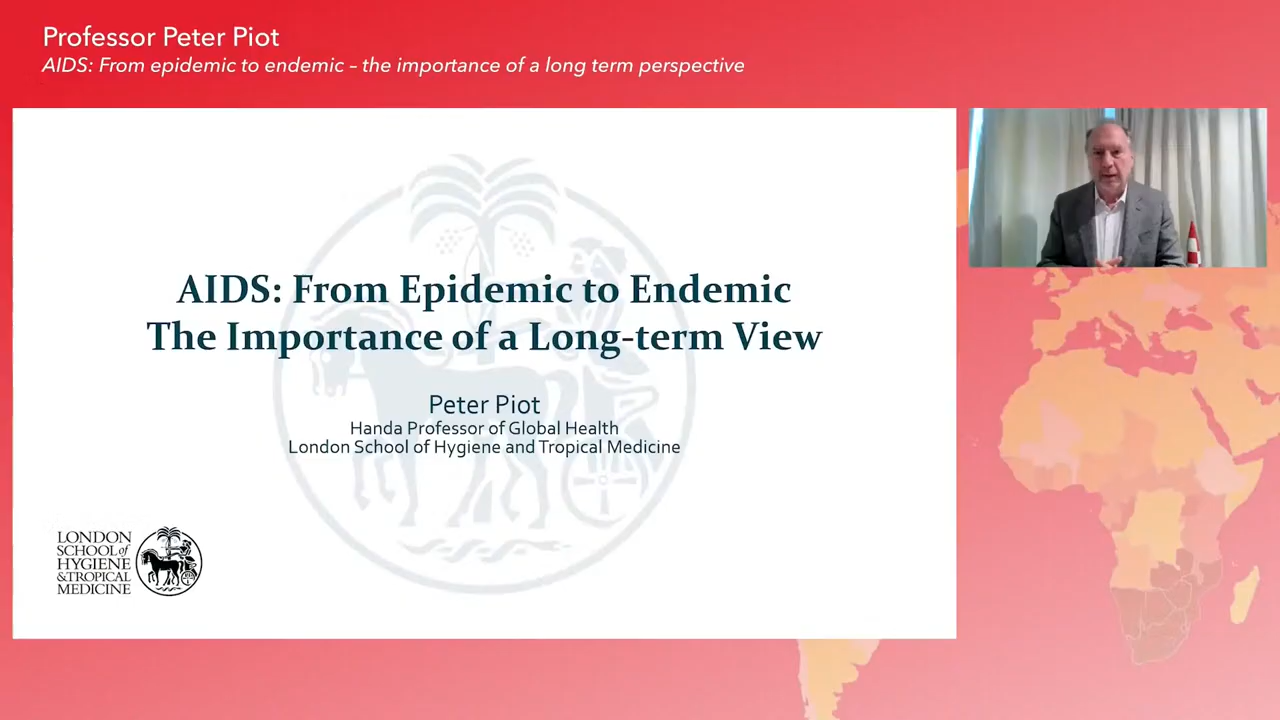 Professor Peter Piot
AIDS: From epidemic to endemic – the importance of a long term perspective
AIDS: From Epidemic to Endemic
The Importance of a Long-term View
Peter Piot
Handa Professor of Global Health
London School of Hygiene and Tropical Medicine
LONDON
SCHOOL of
HYGIENE
& TROPICAL
MEDICINE